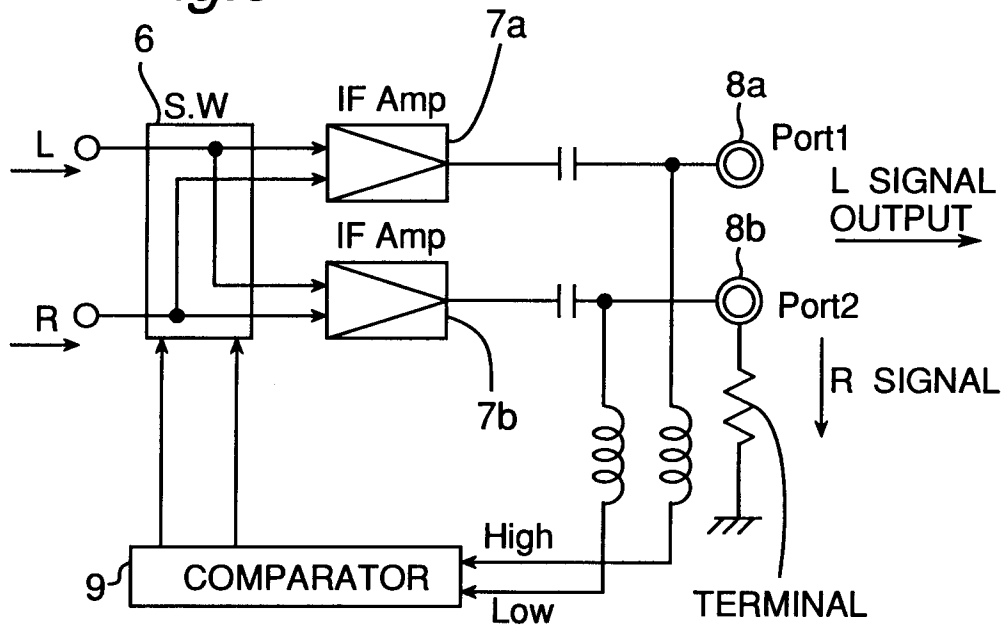 6
7a
S.W
IF Amp
8a
L
Port1
L SIGNAL
OUTPUT
IF Amp
8b
R
Port2
R SIGNAL
7b
High
9
COMPARATOR
Low
TERMINAL